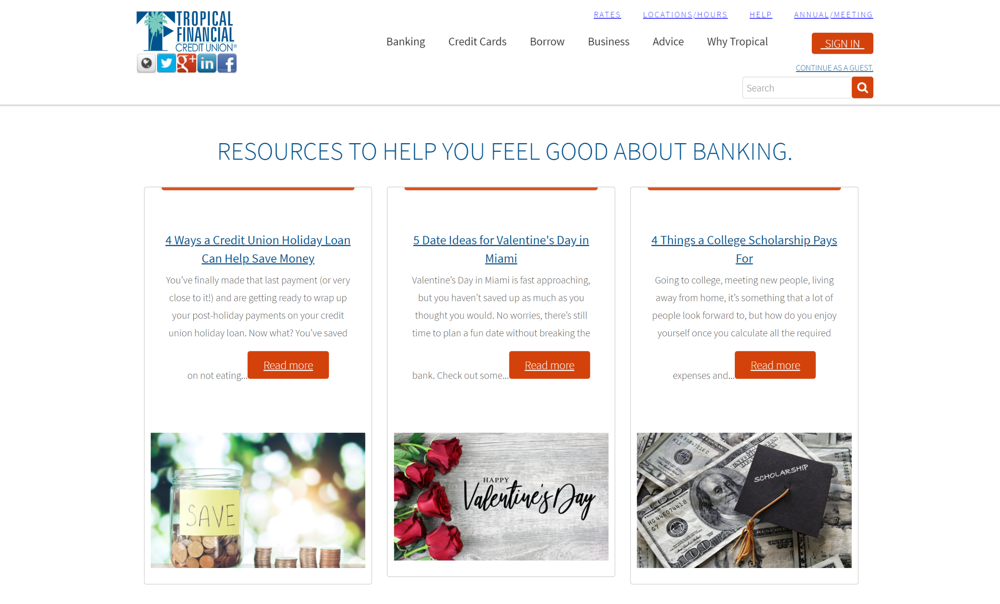 TROPICAL
FINANCIAL
CREDIT UNION®
RATES
LOCATIONS/HOURS
HELP
ANNUAL/MEETING
Banking
Credit Cards
Borrow
Business
Advice
Why Tropical
SIGN IN
CONTINUE AS A GUEST.
Search
RESOURCES TO HELP YOU FEEL GOOD ABOUT BANKING.
4 Ways a Credit Union Holiday Loan
Can Help Save Money
You’ve finally made that last payment (or very
close to it!) and are getting ready to wrap up
your post-holiday payments on your credit
union holiday loan. Now what? You’ve saved
on not eating...
Read more
SAVE
5 Date Ideas for Valentine's Day in
Miami
Valentine’s Day in Miami is fast approaching,
but you haven’t saved up as much as you
thought you would. No worries, there’s still
time to plan a fun date without breaking the
bank. Check out some...
Read more
HAPPY
Valentine's Day
4 Things a College Scholarship Pays
For
Going to college, meeting new people, living
away from home, it’s something that a lot of
people look forward to, but how do you enjoy
yourself once you calculate all the required
expenses and...
Read more
SCHOLARSHIP
HG 44607441B
G7
100